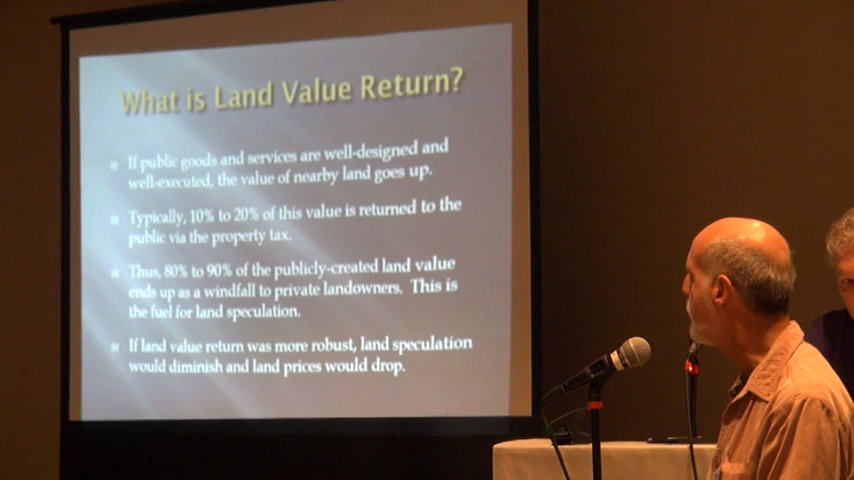 What is Land Value Return?
If public goods and services are well-designed and
well-executed, the value of nearby land goes up.
Typically, 10% to 20% of this value is returned to the
public via the property tax.
Thus, 80% to 90% of the publicly-created land value
ends up as a windfall to private landowners. This is
the fuel for land speculation.
If land value return was more robust, land speculation
would diminish and land prices would drop.